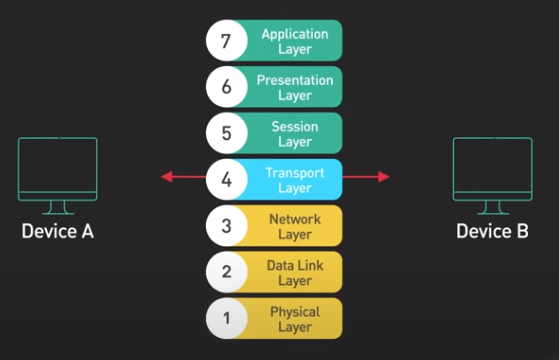 7
Application
Layer
6
Presentation
Layer
5
Session
Layer
4
Transport
Layer
3
Network
Layer
2
Data Link
Layer
1
Physical
Layer
Device A
Device B